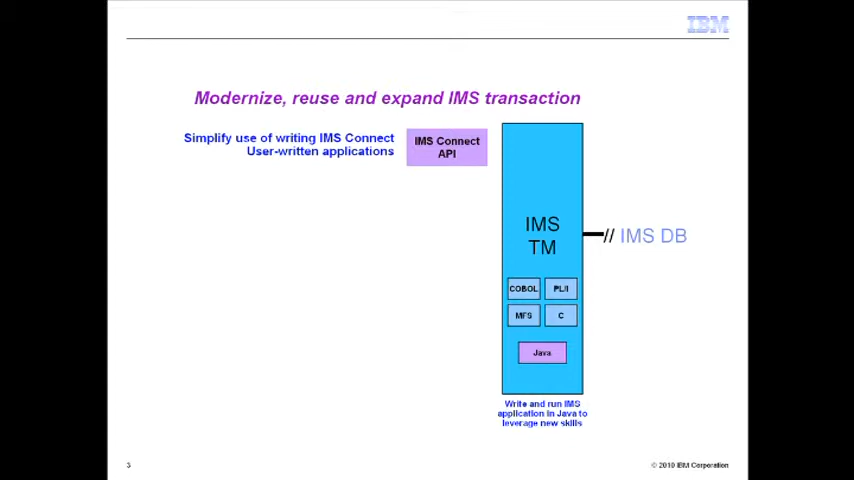 IBM
Modernize, reuse and expand IMS transaction
Simplify use of writing IMS Connect
User-written applications
IMS Connect
API
IMS
TM
// IMS DB
COBOL
PL/I
MFS
C
Java
Write and run IMS
application in Java to
leverage new skills
3
© 2010 IBM Corporation